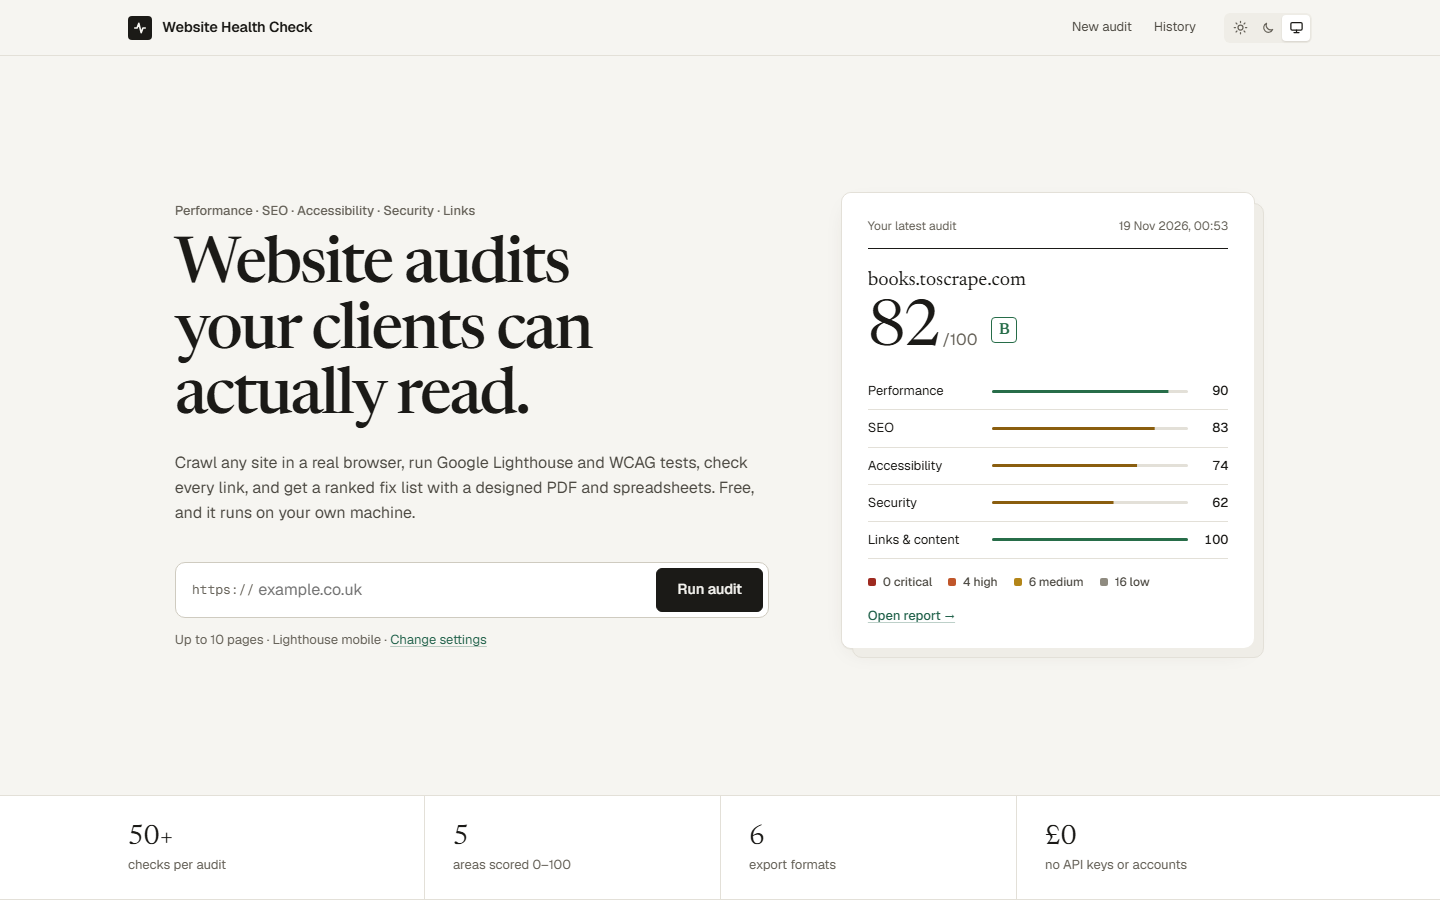 Website Health Check
New audit
History
Performance · SEO · Accessibility · Security · Links
Website audits
your clients can
actually read.
Crawl any site in a real browser, run Google Lighthouse and WCAG tests, check
every link, and get a ranked fix list with a designed PDF and spreadsheets. Free,
and it runs on your own machine.
https:// example.co.uk
Run audit
Up to 10 pages · Lighthouse mobile · Change settings
Your latest audit
19 Nov 2026, 00:53
books.toscrape.com
82 /100 B
Performance 90
SEO 83
Accessibility 74
Security 62
Links & content 100
0 critical 4 high 6 medium 16 low
Open report →
50+
checks per audit
5
areas scored 0–100
6
export formats
£0
no API keys or accounts